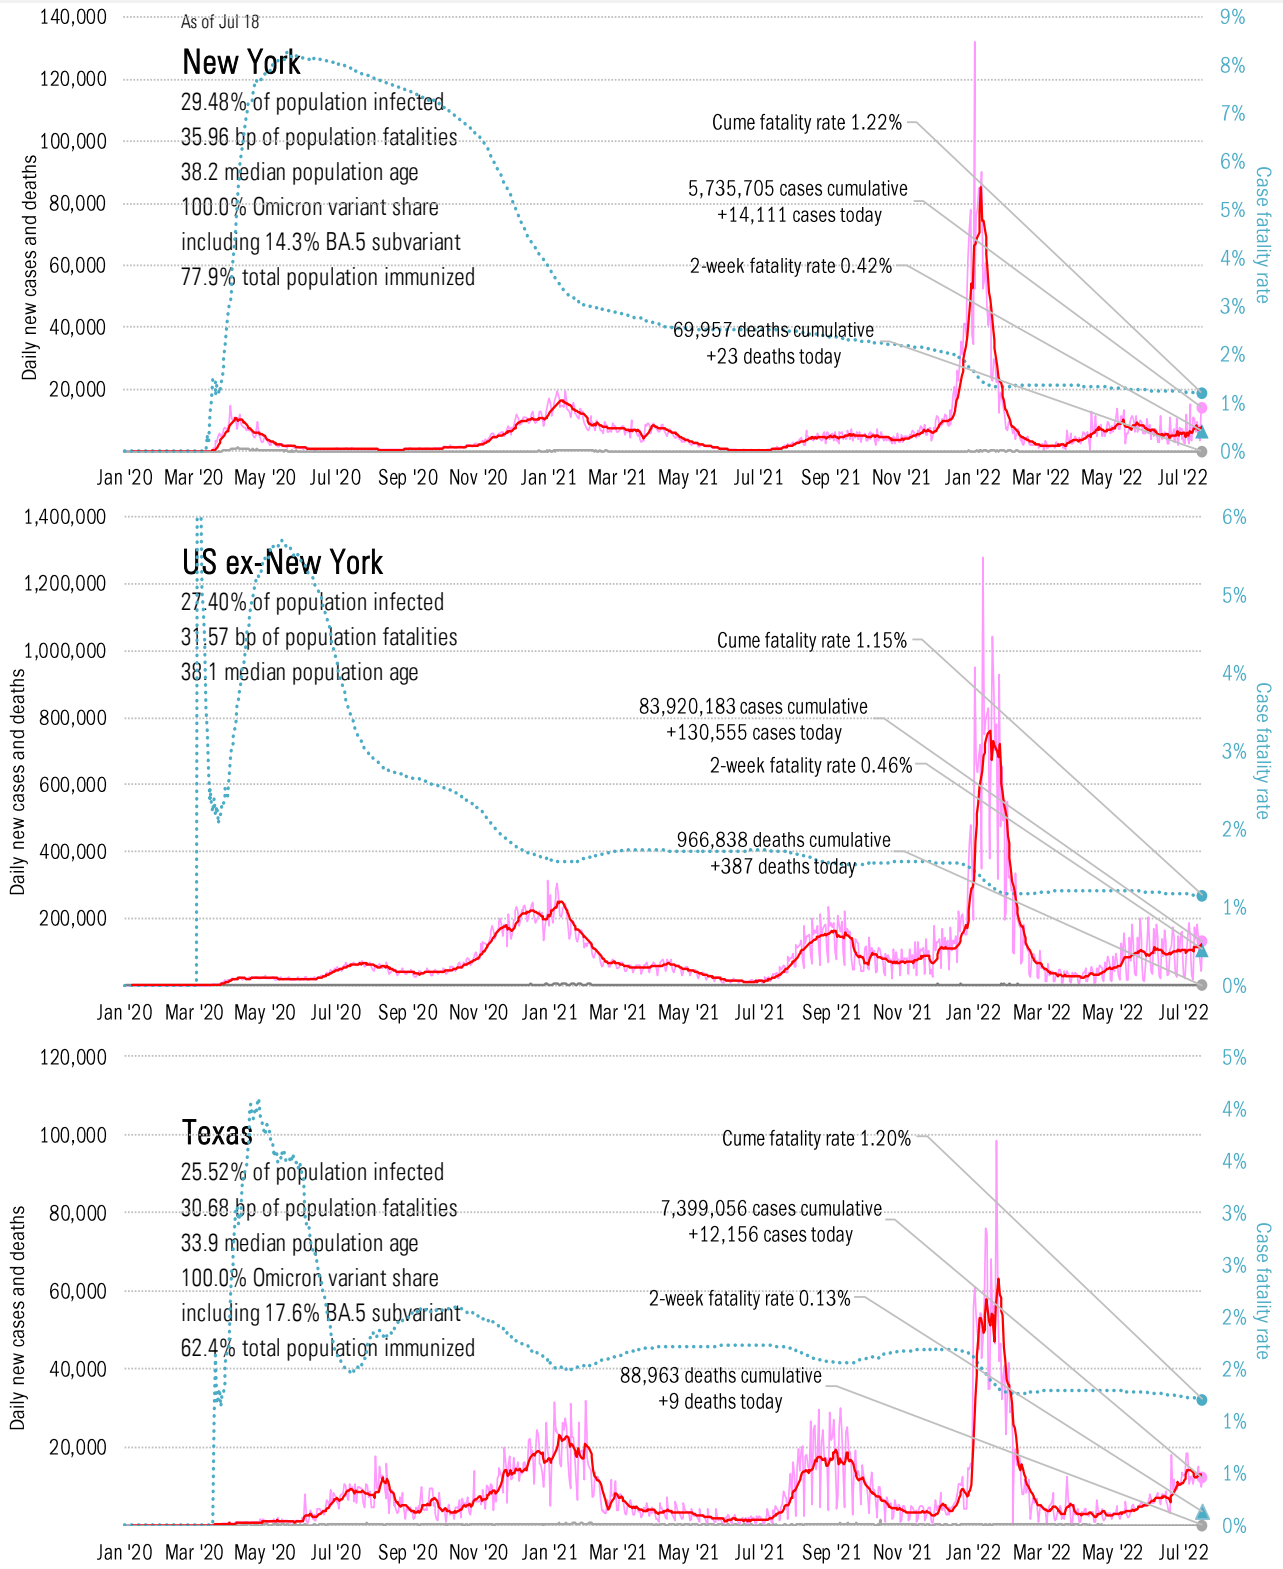 140,000
As of Jul 18
9%
New York
120,000
8%
29.48% of population infected
7%
Cume fatality rate 1.22%
35.96 bp of population fatalities
100,000
6%
38.2 median population age
5,735,705 cases cumulative
+14,111 cases today
80,000
100.0% Omicron variant share
5%
including 14.3% BA.5 subvariant
60,000
2-week fatality rate 0.42%
4%
77.9% total population immunized
3%
40,000
69,957 deaths cumulative
+23 deaths today
2%
20,000
1%
0%
Daily new cases and deaths
Case fatality rate
Jan '20 Mar '20 May '20 Jul '20 Sep '20 Nov '20 Jan '21 Mar '21 May '21 Jul '21 Sep '21 Nov '21 Jan '22 Mar '22 May '22 Jul '22
1,400,000
6%
US ex-New York
1,200,000
5%
27.40% of population infected
31.57 bp of population fatalities
Cume fatality rate 1.15%
1,000,000
38.1 median population age
4%
83,920,183 cases cumulative
+130,555 cases today
800,000
3%
2-week fatality rate 0.46%
600,000
2%
966,838 deaths cumulative
+387 deaths today
400,000
200,000
1%
0%
Daily new cases and deaths
Case fatality rate
Jan '20 Mar '20 May '20 Jul '20 Sep '20 Nov '20 Jan '21 Mar '21 May '21 Jul '21 Sep '21 Nov '21 Jan '22 Mar '22 May '22 Jul '22
120,000
5%
4%
Texas
100,000
Cume fatality rate 1.20%
4%
25.52% of population infected
30.68 bp of population fatalities
7,399,056 cases cumulative
+12,156 cases today
80,000
3%
33.9 median population age
3%
100.0% Omicron variant share
60,000
2-week fatality rate 0.13%
including 17.6% BA.5 subvariant
2%
62.4% total population immunized
40,000
2%
88,963 deaths cumulative
+9 deaths today
1%
20,000
1%
0%
Daily new cases and deaths
Case fatality rate
Jan '20 Mar '20 May '20 Jul '20 Sep '20 Nov '20 Jan '21 Mar '21 May '21 Jul '21 Sep '21 Nov '21 Jan '22 Mar '22 May '22 Jul '22